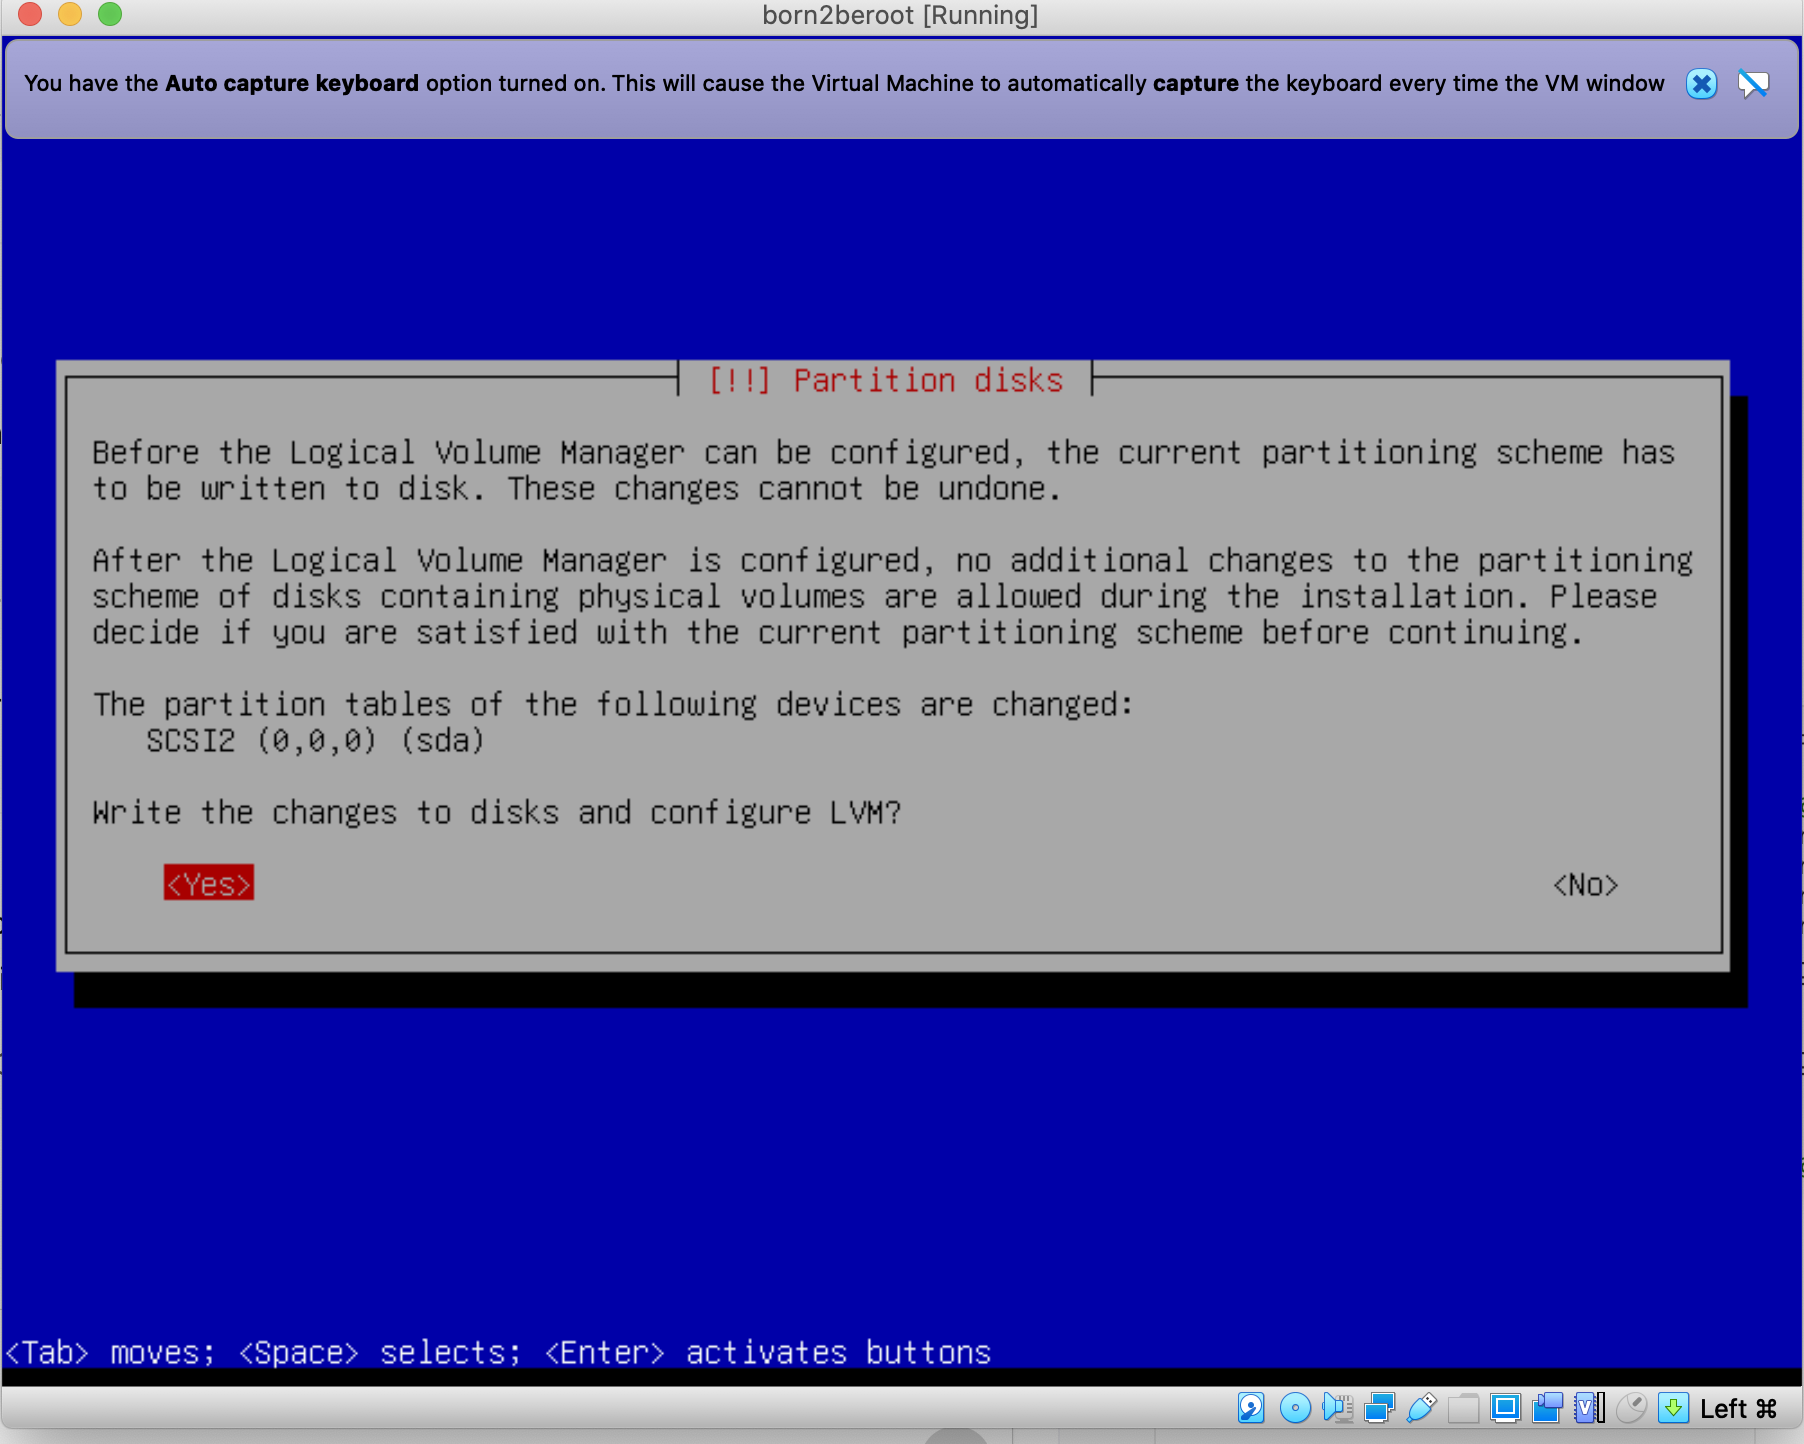 born2beroot [Running]
You have the Auto capture keyboard option turned on. This will cause the Virtual Machine to automatically capture the keyboard every time the VM window
[!!] Partition disks
Before the Logical Volume Manager can be configured, the current partitioning scheme has
to be written to disk. These changes cannot be undone.
After the Logical Volume Manager is configured, no additional changes to the partitioning
scheme of disks containing physical volumes are allowed during the installation. Please
decide if you are satisfied with the current partitioning scheme before continuing.
The partition tables of the following devices are changed:
SCSI2 (0,0,0) (sda)
Write the changes to disks and configure LVM?
<Yes> <No>
<Tab> moves; <Space> selects; <Enter> activates buttons
Left ⌘